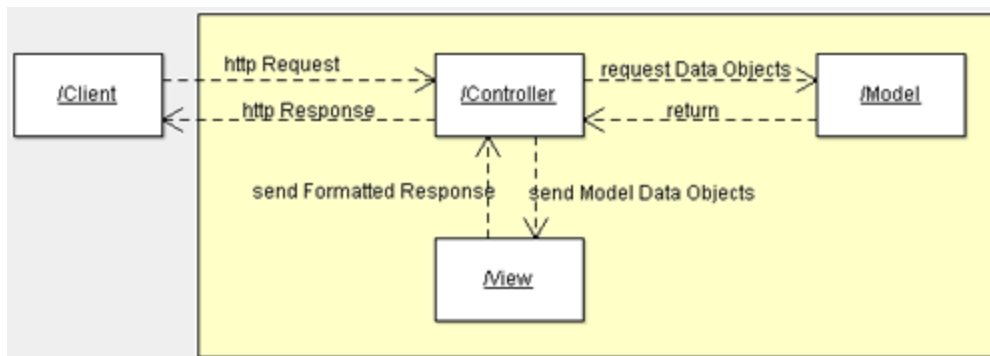 http Request
request Data Objects
/Client
/Controller
/Model
http Response
return
send Formatted Response
send Model Data Objects
/View